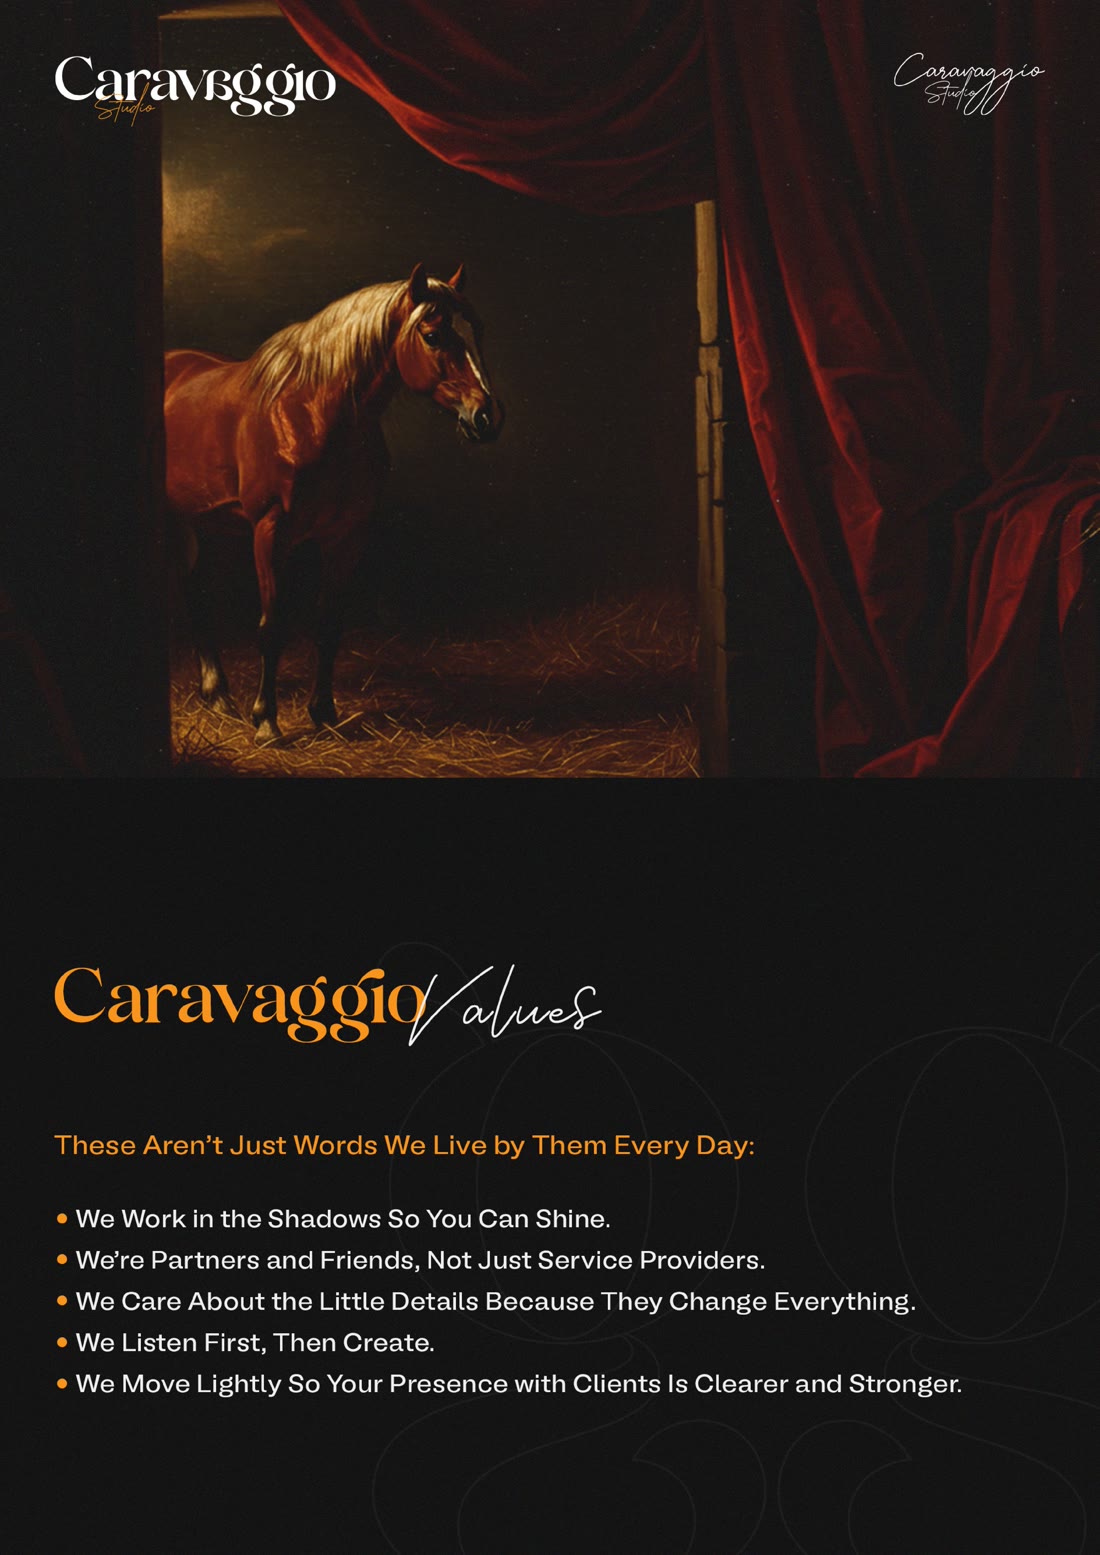 Caravaggio
Studio
Caravaggio
Studio
Caravaggio Values
These Aren’t Just Words We Live by Them Every Day:
• We Work in the Shadows So You Can Shine.
• We’re Partners and Friends, Not Just Service Providers.
• We Care About the Little Details Because They Change Everything.
• We Listen First, Then Create.
• We Move Lightly So Your Presence with Clients Is Clearer and Stronger.